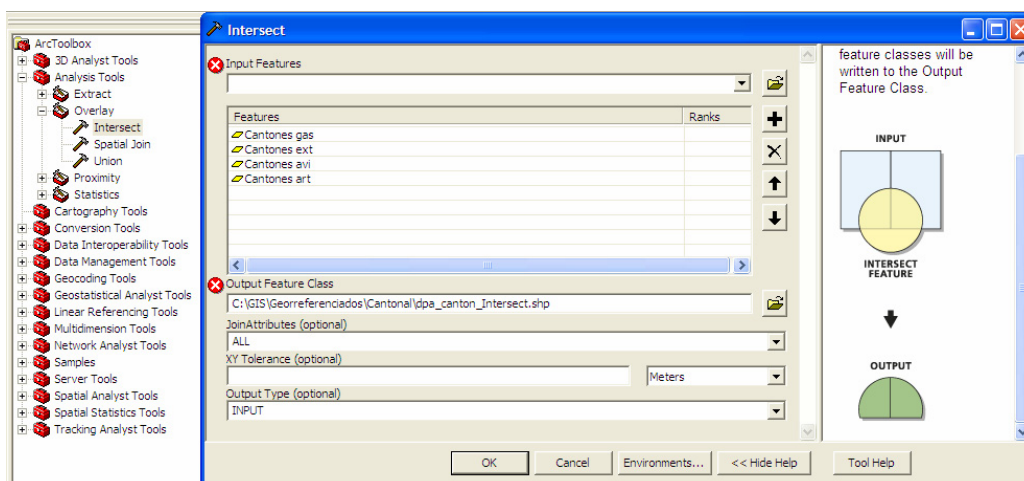 ArcToolbox
3D Analyst Tools
Analysis Tools
Extract
Overlay
Intersect
Spatial Join
Union
Proximity
Statistics
Cartography Tools
Conversion Tools
Data Interoperability Tools
Data Management Tools
Geocoding Tools
Geostatistical Analyst Tools
Linear Referencing Tools
Multidimension Tools
Network Analyst Tools
Samples
Server Tools
Spatial Analyst Tools
Spatial Statistics Tools
Tracking Analyst Tools
Intersect
Input Features
Features Ranks
Cantones gas
Cantones ext
Cantones avi
Cantones art
Output Feature Class
C:\GIS\Georreferenciados\Cantonal\dpa_canton_Intersect.shp
JoinAttributes (optional)
ALL
XY Tolerance (optional)
Meters
Output Type (optional)
INPUT
OK Cancel Environments... << Hide Help Tool Help
feature classes will be
written to the Output
Feature Class.
INPUT
INTERSECT
FEATURE
OUTPUT